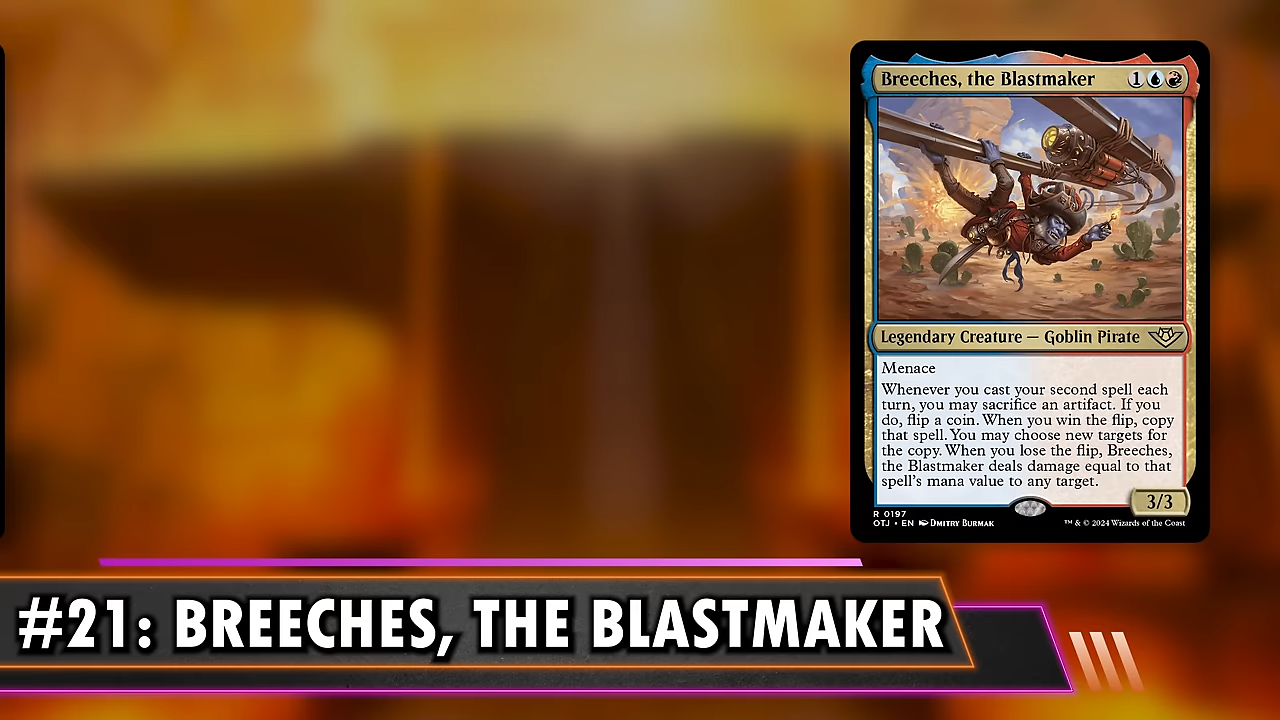 Breeches, the Blastmaker 1
Legendary Creature — Goblin Pirate
Menace
Whenever you cast your second spell each
turn, you may sacrifice an artifact. If you
do, flip a coin. When you win the flip, copy
that spell. You may choose new targets for
the copy. When you lose the flip, Breeches,
the Blastmaker deals damage equal to that
spell's mana value to any target.
3/3
R 0197
OTJ • EN Dmitry Burmak
™ & © 2024 Wizards of the Coast
#21: BREECHES, THE BLASTMAKER